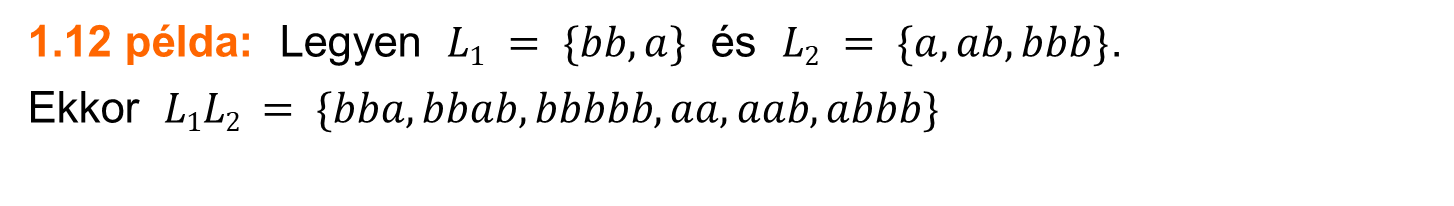 1.12 példa: Legyen L₁ = {bb, a} és L₂ = {a, ab, bbb}.
Ekkor L₁L₂ = {bba, bbab, bbbbb, aa, aab, abbb}